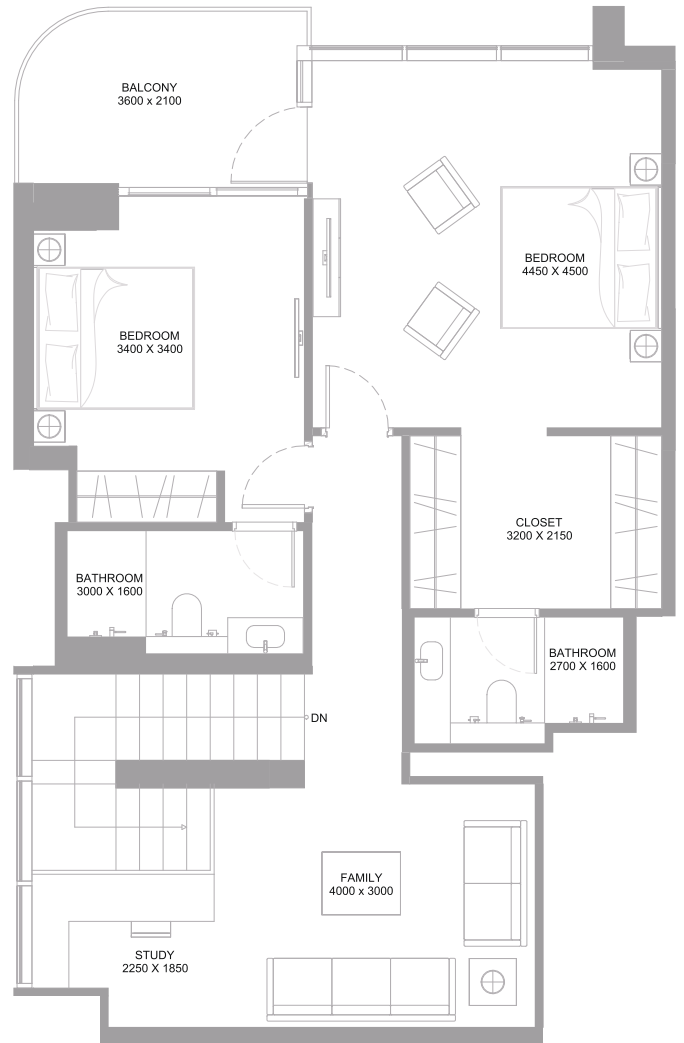 BALCONY
3600 x 2100
BEDROOM
4450 X 4500
BEDROOM
3400 X 3400
CLOSET
3200 X 2150
BATHROOM
3000 X 1600
BATHROOM
2700 X 1600
DN
FAMILY
4000 x 3000
STUDY
2250 X 1850